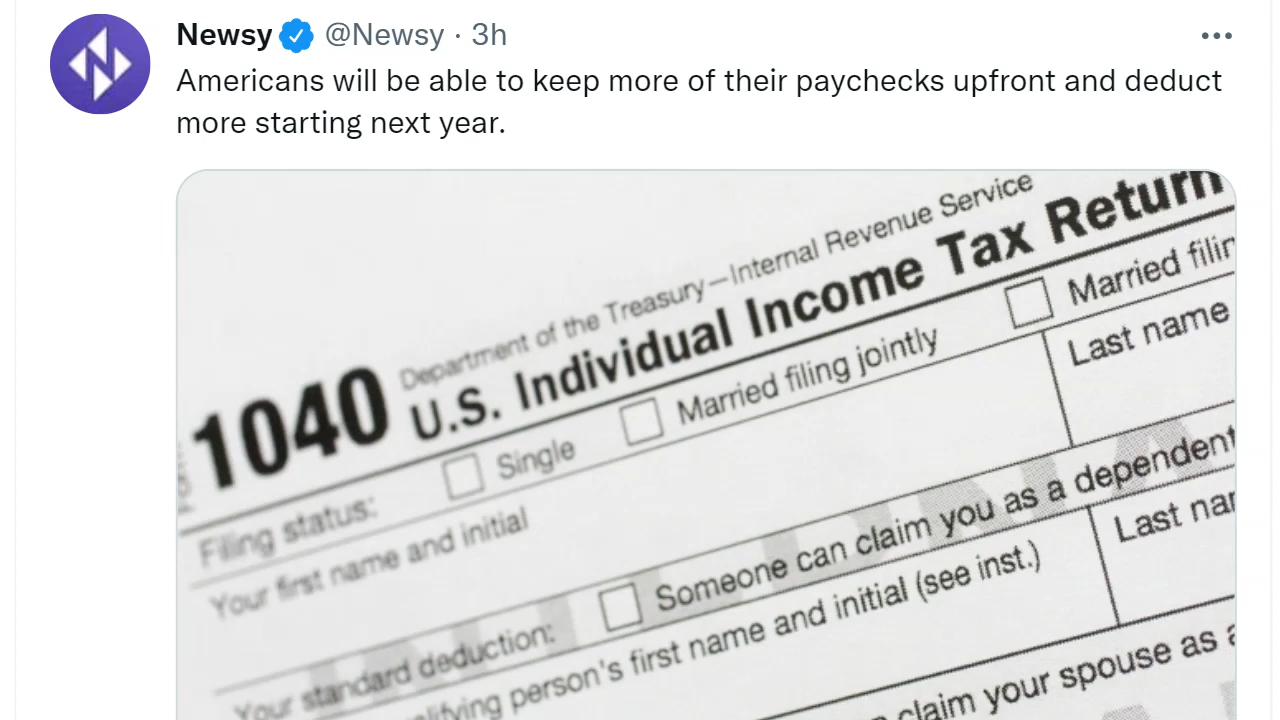 Newsy @Newsy · 3h
Americans will be able to keep more of their paychecks upfront and deduct
more starting next year.
Department of the Treasury—Internal Revenue Service
1040 U.S. Individual Income Tax Return
Filing status: Single Married filing jointly Married
Your first name and initial
Last name
Your standard deduction: Someone can claim you as a dependent
person's first name and initial (see inst.)
Last
claim your spouse as a